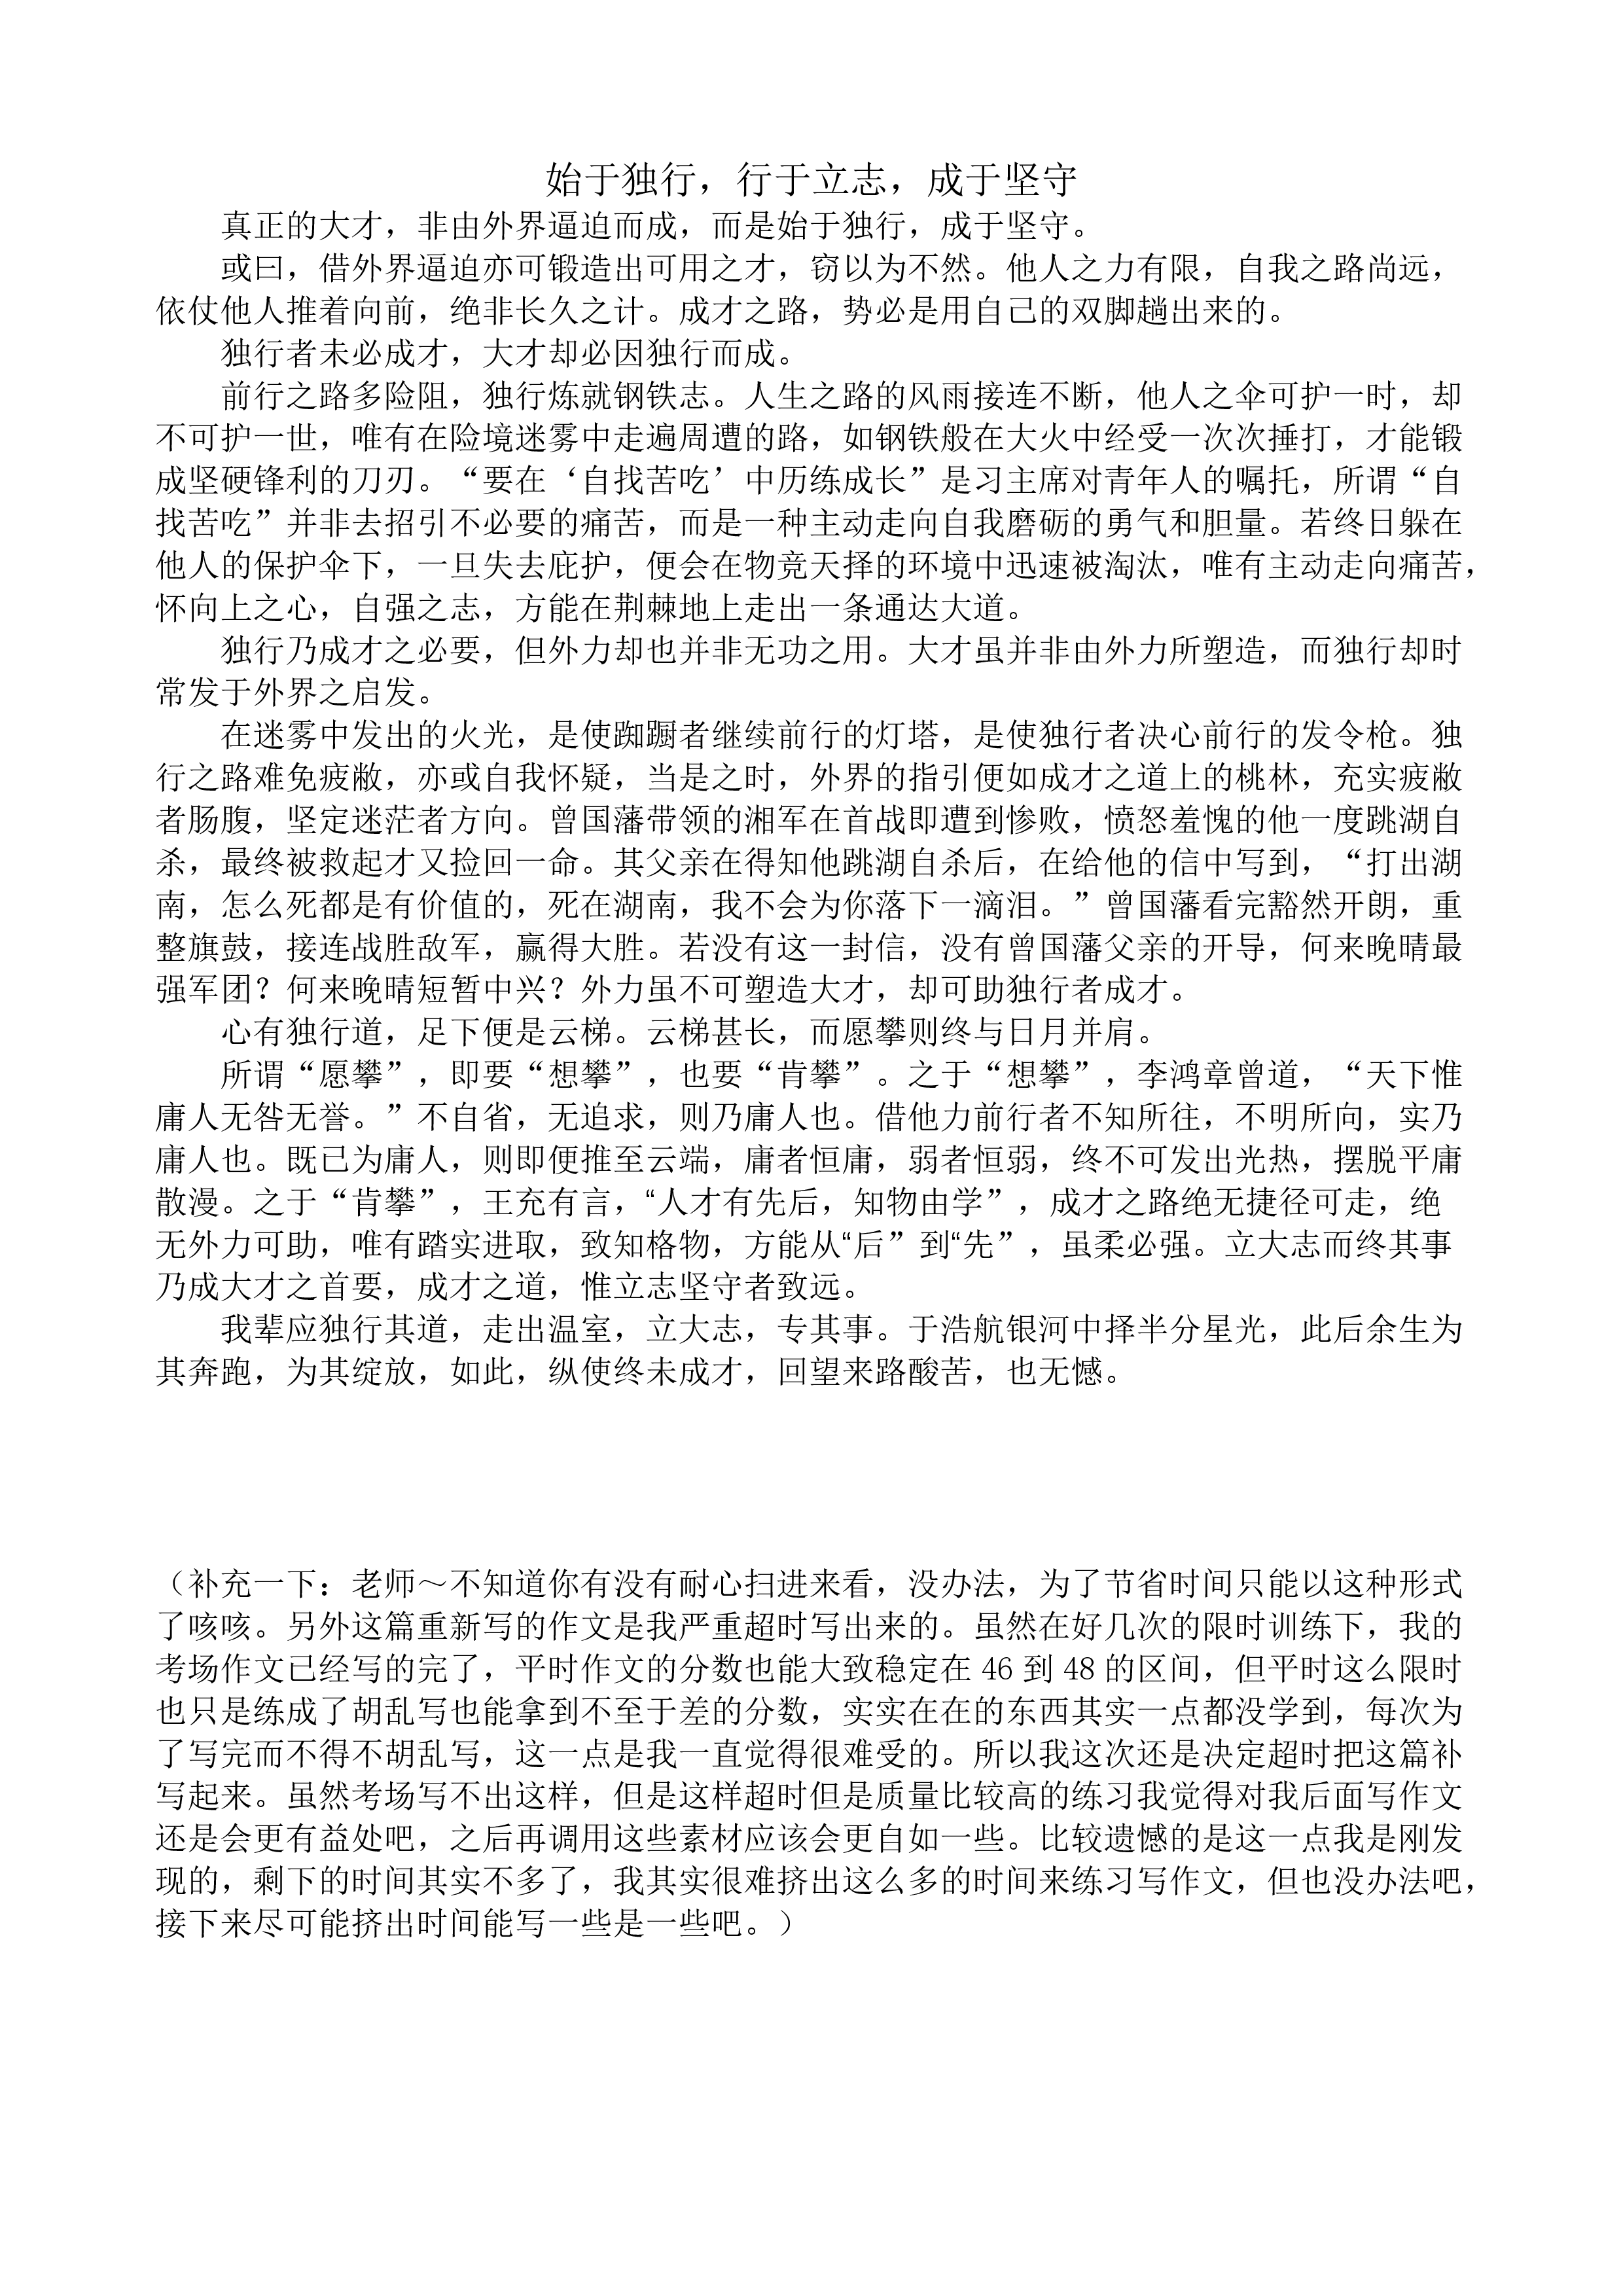 始于独行，行于立志，成于坚守
真正的大才，非由外界逼迫而成，而是始于独行，成于坚守。
或曰，借外界逼迫亦可锻造出可用之才，窃以为不然。他人之力有限，自我之路尚远，
依仗他人推着向前，绝非长久之计。成才之路，势必是用自己的双脚趟出来的。
独行者未必成才，大才却必因独行而成。
前行之路多险阻，独行炼就钢铁志。人生之路的风雨接连不断，他人之伞可护一时，却
不可护一世，唯有在险境迷雾中走遍周遭的路，如钢铁般在大火中经受一次次捶打，才能锻
成坚硬锋利的刀刃。“要在‘自找苦吃’中历练成长”是习主席对青年人的嘱托，所谓“自
找苦吃”并非去招引不必要的痛苦，而是一种主动走向自我磨砺的勇气和胆量。若终日躲在
他人的保护伞下，一旦失去庇护，便会在物竞天择的环境中迅速被淘汰，唯有主动走向痛苦，
怀向上之心，自强之志，方能在荆棘地上走出一条通达大道。
独行乃成才之必要，但外力却也并非无功之用。大才虽并非由外力所塑造，而独行却时
常发于外界之启发。
在迷雾中发出的火光，是使踟蹰者继续前行的灯塔，是使独行者决心前行的发令枪。独
行之路难免疲敝，亦或自我怀疑，当是之时，外界的指引便如成才之道上的桃林，充实疲敝
者肠腹，坚定迷茫者方向。曾国藩带领的湘军在首战即遭到惨败，愤怒羞愧的他一度跳湖自
杀，最终被救起才又捡回一命。其父亲在得知他跳湖自杀后，在给他的信中写到，“打出湖
南，怎么死都是有价值的，死在湖南，我不会为你落下一滴泪。”曾国藩看完豁然开朗，重
整旗鼓，接连战胜敌军，赢得大胜。若没有这一封信，没有曾国藩父亲的开导，何来晚晴最
强军团？何来晚晴短暂中兴？外力虽不可塑造大才，却可助独行者成才。
心有独行道，足下便是云梯。云梯甚长，而愿攀则终与日月并肩。
所谓“愿攀”，即要“想攀”，也要“肯攀”。之于“想攀”，李鸿章曾道，“天下惟
庸人无咎无誉。”不自省，无追求，则乃庸人也。借他力前行者不知所往，不明所向，实乃
庸人也。既已为庸人，则即便推至云端，庸者恒庸，弱者恒弱，终不可发出光热，摆脱平庸
散漫。之于“肯攀”，王充有言，“人才有先后，知物由学”，成才之路绝无捷径可走，绝
无外力可助，唯有踏实进取，致知格物，方能从“后”到“先”，虽柔必强。立大志而终其事
乃成大才之首要，成才之道，惟立志坚守者致远。
我辈应独行其道，走出温室，立大志，专其事。于浩航银河中择半分星光，此后余生为
其奔跑，为其绽放，如此，纵使终未成才，回望来路酸苦，也无憾。
（补充一下：老师～不知道你有没有耐心扫进来看，没办法，为了节省时间只能以这种形式
了咳咳。另外这篇重新写的作文是我严重超时写出来的。虽然在好几次的限时训练下，我的
考场作文已经写的完了，平时作文的分数也能大致稳定在 46 到 48 的区间，但平时这么限时
也只是练成了胡乱写也能拿到不至于差的分数，实实在在的东西其实一点都没学到，每次为
了写完而不得不胡乱写，这一点是我一直觉得很难受的。所以我这次还是决定超时把这篇补
写起来。虽然考场写不出这样，但是这样超时但是质量比较高的练习我觉得对我后面写作文
还是会更有益处吧，之后再调用这些素材应该会更自如一些。比较遗憾的是这一点我是刚发
现的，剩下的时间其实不多了，我其实很难挤出这么多的时间来练习写作文，但也没办法吧，
接下来尽可能挤出时间能写一些是一些吧。）